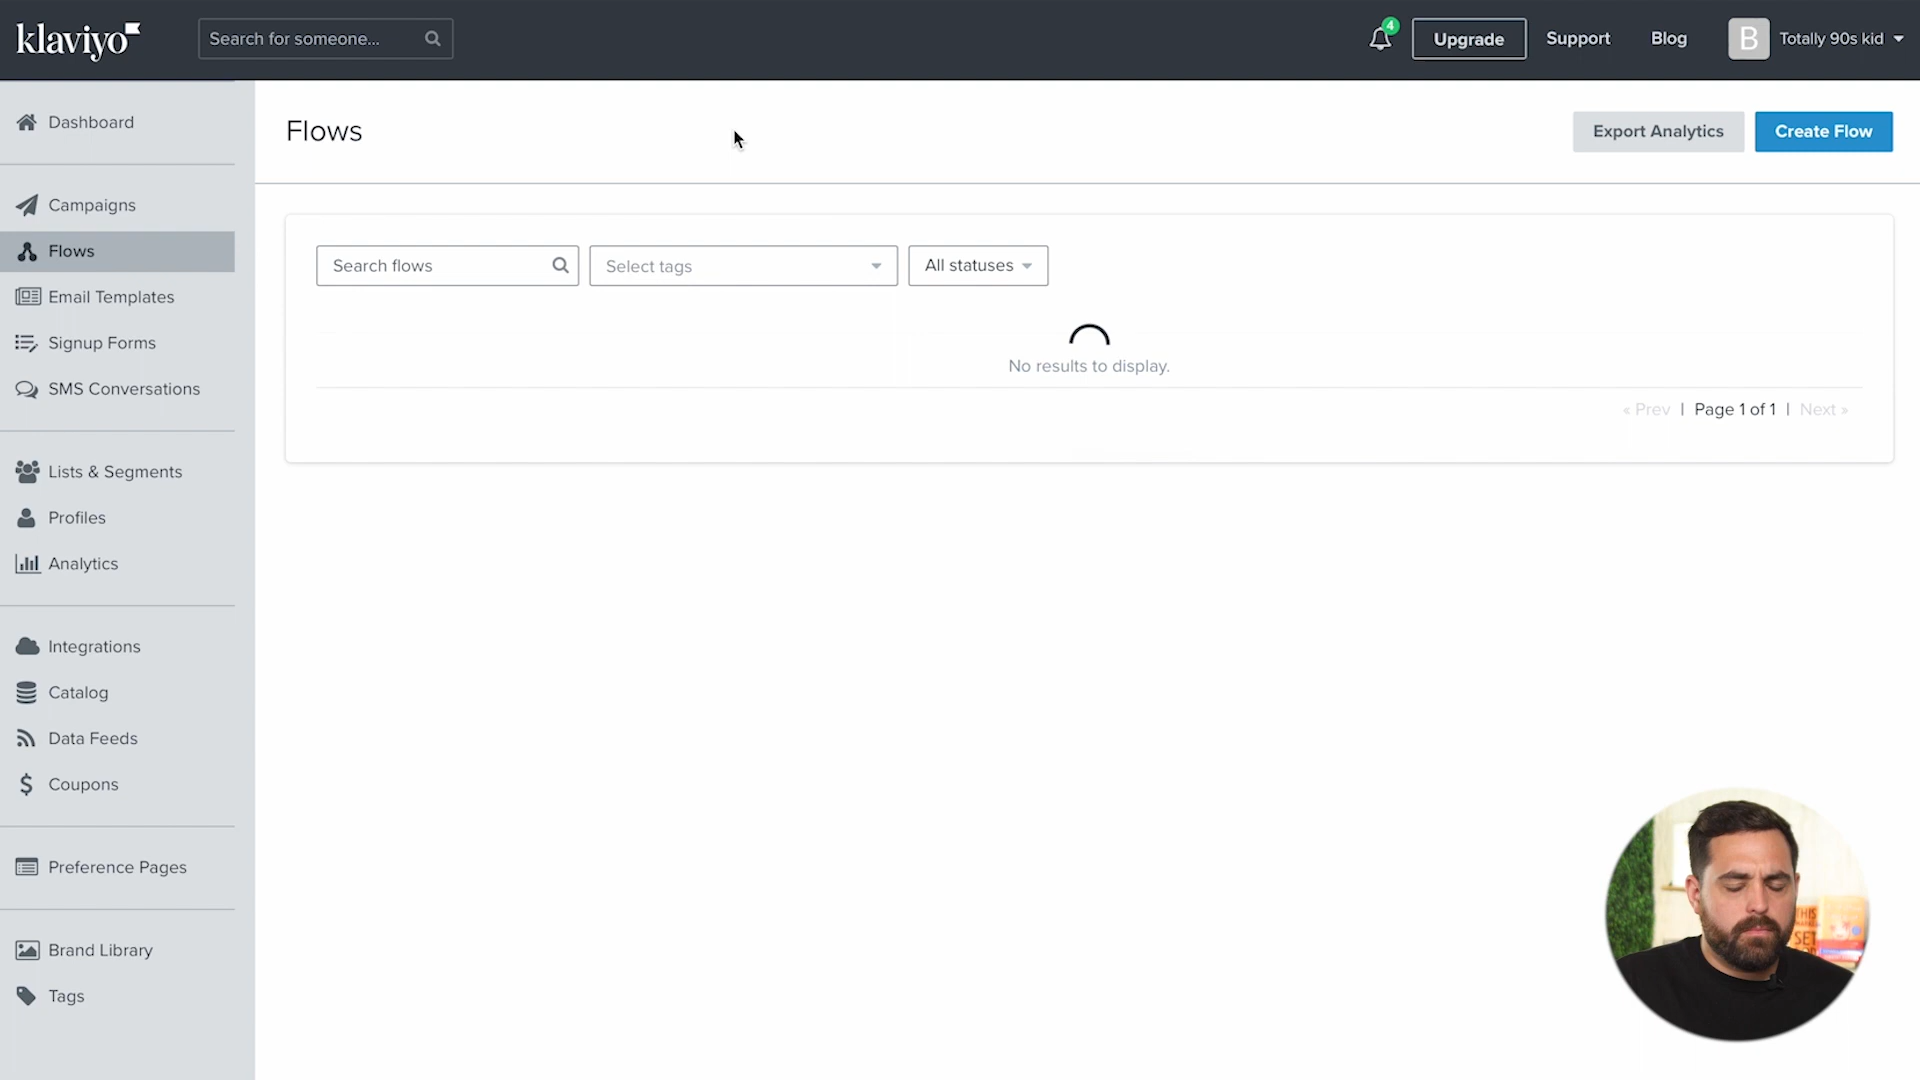 klaviyo
Search for someone...
4
Upgrade
Support
Blog
B
Totally 90s kid
Dashboard
Campaigns
Flows
Email Templates
Signup Forms
SMS Conversations
Lists & Segments
Profiles
Analytics
Integrations
Catalog
Data Feeds
Coupons
Preference Pages
Brand Library
Tags
Flows
Export Analytics
Create Flow
Search flows
Select tags
All statuses
No results to display.
« Prev | Page 1 of 1 | Next »
THIS
SET